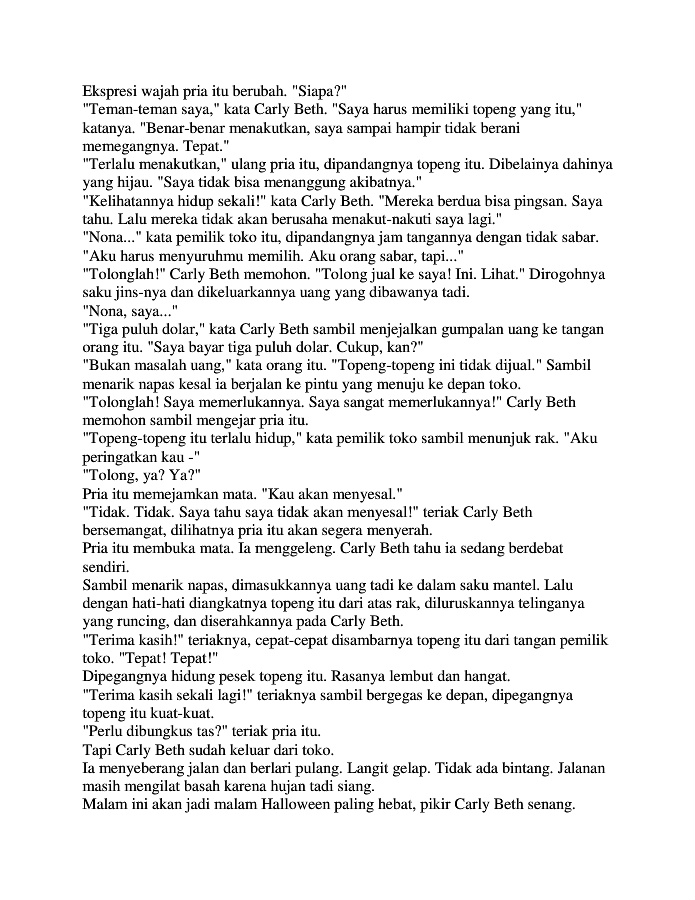 Ekspresi wajah pria itu berubah. "Siapa?"
"Teman-teman saya," kata Carly Beth. "Saya harus memiliki topeng yang itu,"
katanya. "Benar-benar menakutkan, saya sampai hampir tidak berani
memegangnya. Tepat."
"Terlalu menakutkan," ulang pria itu, dipandangnya topeng itu. Dibelainya dahinya
yang hijau. "Saya tidak bisa menanggung akibatnya."
"Kelihatannya hidup sekali!" kata Carly Beth. "Mereka berdua bisa pingsan. Saya
tahu. Lalu mereka tidak akan berusaha menakut-nakuti saya lagi."
"Nona..." kata pemilik toko itu, dipandangnya jam tangannya dengan tidak sabar.
"Aku harus menyuruhmu memilih. Aku orang sabar, tapi..."
"Tolonglah!" Carly Beth memohon. "Tolong jual ke saya! Ini. Lihat." Dirogohnya
saku jins-nya dan dikeluarkannya uang yang dibawanya tadi.
"Nona, saya..."
"Tiga puluh dolar," kata Carly Beth sambil menjejalkan gumpalan uang ke tangan
orang itu. "Saya bayar tiga puluh dolar. Cukup, kan?"
"Bukan masalah uang," kata orang itu. "Topeng-topeng ini tidak dijual." Sambil
menarik napas kesal ia berjalan ke pintu yang menuju ke depan toko.
"Tolonglah! Saya memerlukannya. Saya sangat memerlukannya!" Carly Beth
memohon sambil mengejar pria itu.
"Topeng-topeng itu terlalu hidup," kata pemilik toko sambil menunjuk rak. "Aku
peringatkan kau -"
"Tolong, ya? Ya?"
Pria itu memejamkan mata. "Kau akan menyesal."
"Tidak. Tidak. Saya tahu saya tidak akan menyesal!" teriak Carly Beth
bersemangat, dilihatnya pria itu akan segera menyerah.
Pria itu membuka mata. Ia menggeleng. Carly Beth tahu ia sedang berdebat
sendiri.
Sambil menarik napas, dimasukkannya uang tadi ke dalam saku mantel. Lalu
dengan hati-hati diangkatnya topeng itu dari atas rak, diluruskannya telinganya
yang runcing, dan diserahkannya pada Carly Beth.
"Terima kasih!" teriaknya, cepat-cepat disambarnya topeng itu dari tangan pemilik
toko. "Tepat! Tepat!"
Dipegangnya hidung pesek topeng itu. Rasanya lembut dan hangat.
"Terima kasih sekali lagi!" teriaknya sambil bergegas ke depan, dipegangnya
topeng itu kuat-kuat.
"Perlu dibungkus tas?" teriak pria itu.
Tapi Carly Beth sudah keluar dari toko.
Ia menyeberang jalan dan berlari pulang. Langit gelap. Tidak ada bintang. Jalanan
masih mengilat basah karena hujan tadi siang.
Malam ini akan jadi malam Halloween paling hebat, pikir Carly Beth senang.